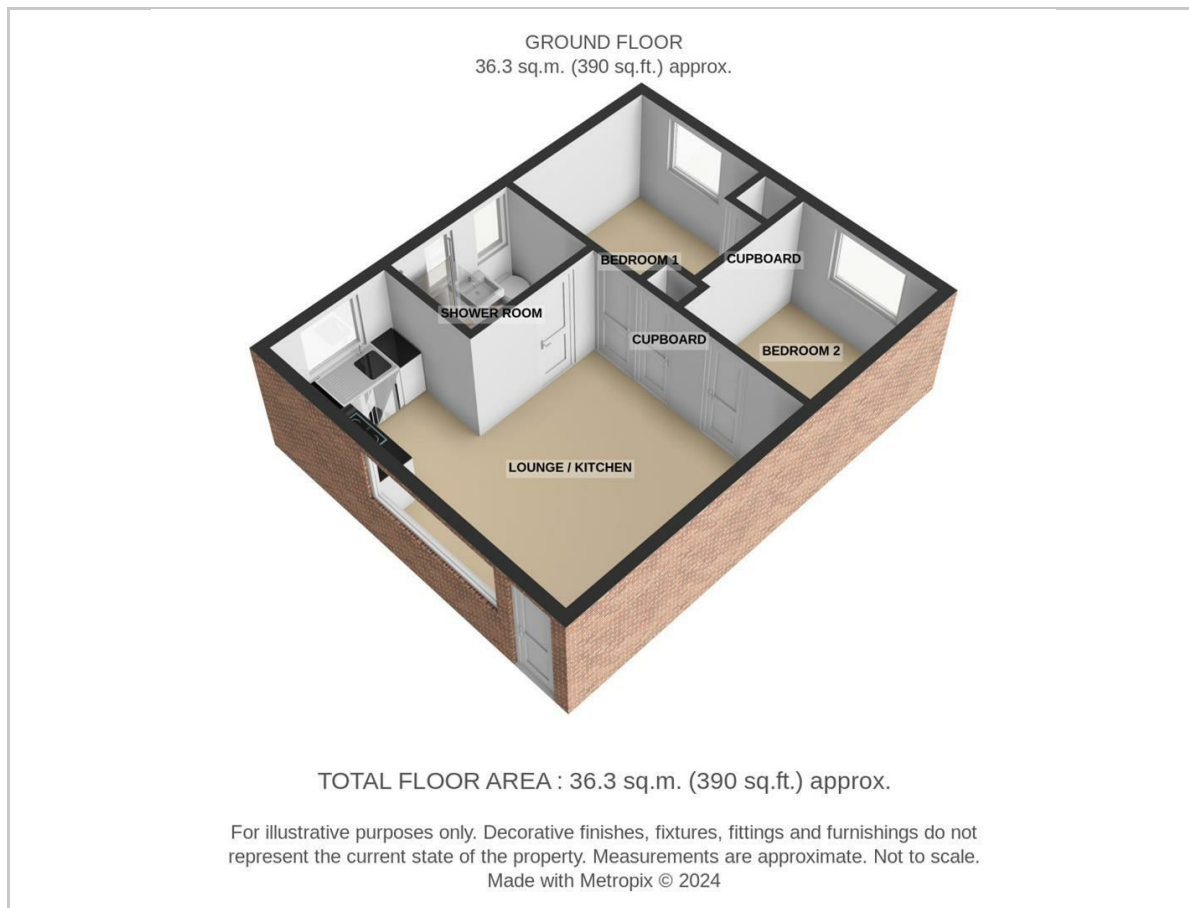 GROUND FLOOR
36.3 sq.m. (390 sq.ft.) approx.
BEDROOM 1
CUPBOARD
SHOWER ROOM
CUPBOARD
BEDROOM 2
LOUNGE / KITCHEN
TOTAL FLOOR AREA : 36.3 sq.m. (390 sq.ft.) approx.
For illustrative purposes only. Decorative finishes, fixtures, fittings and furnishings do not
represent the current state of the property. Measurements are approximate. Not to scale.
Made with Metropix © 2024